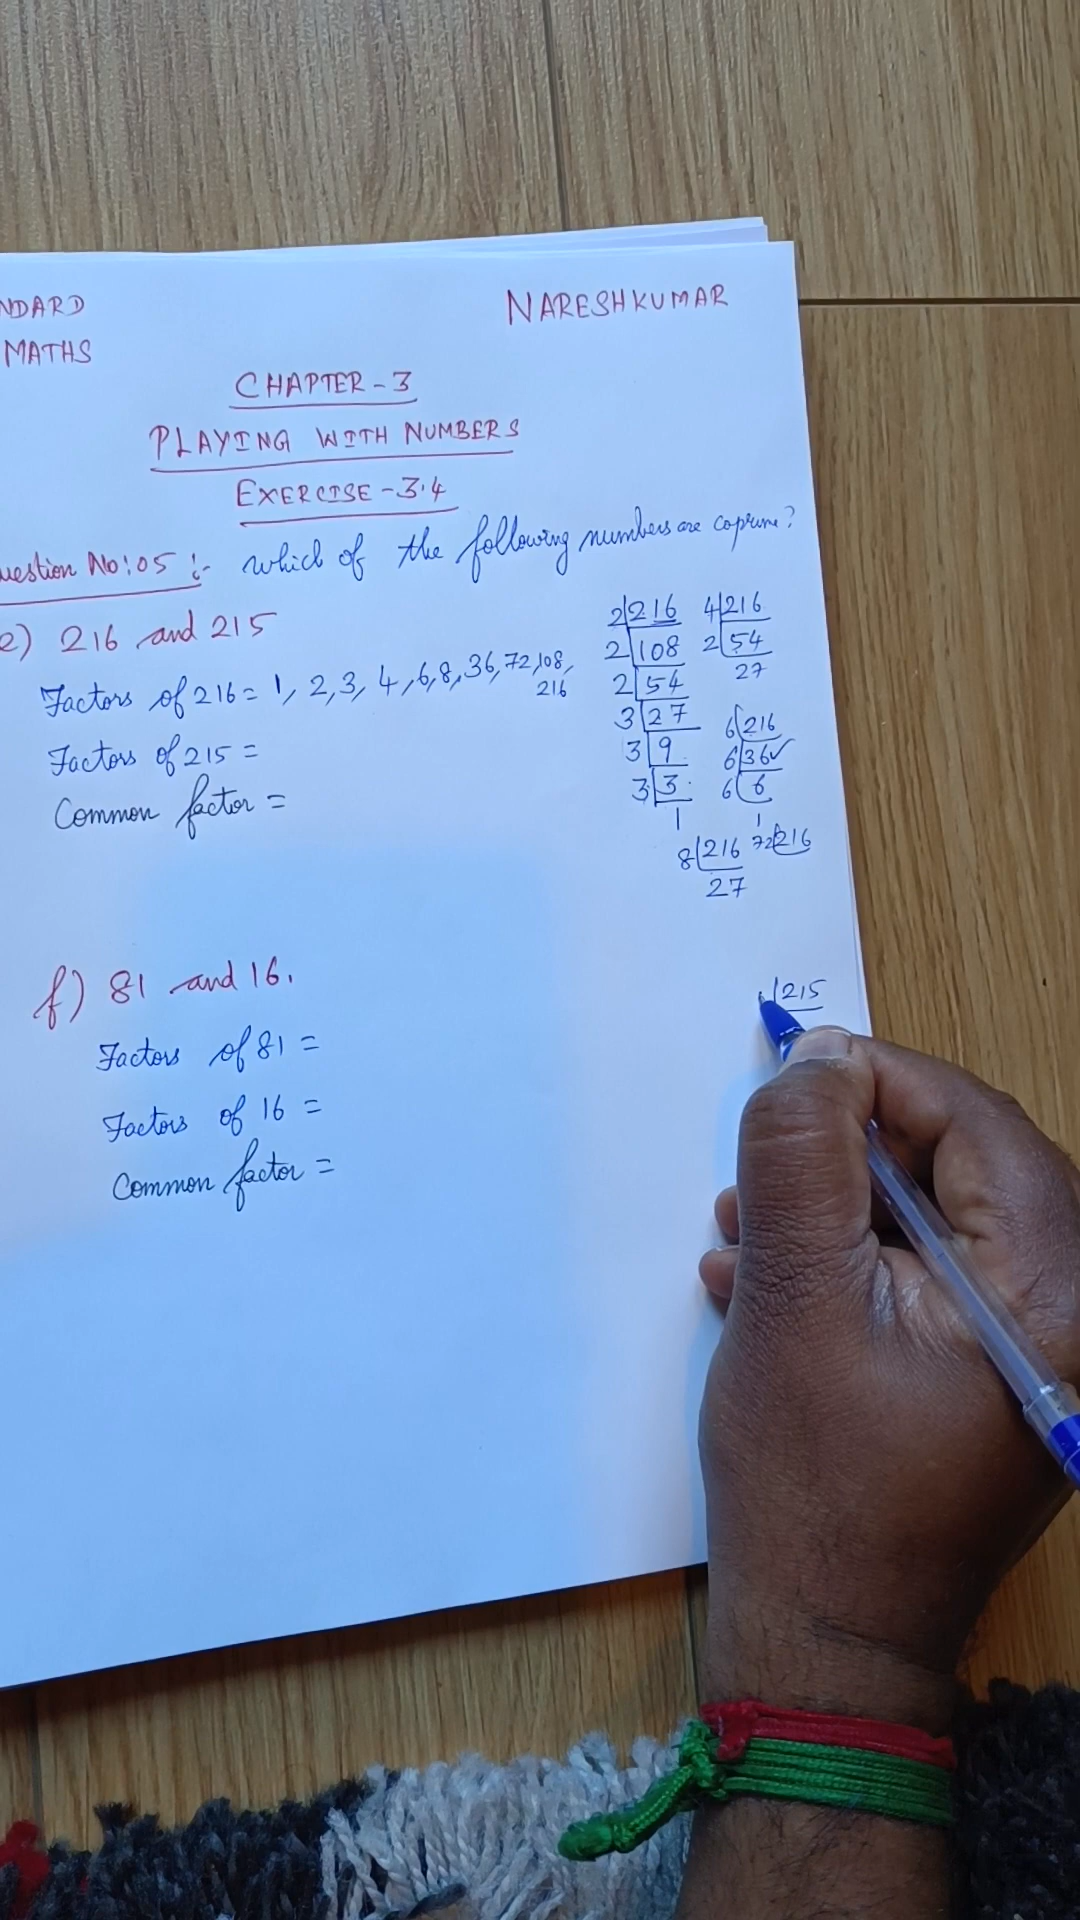 NDARD NARESHKUMAR
MATHS
CHAPTER-3
PLAYING WITH NUMBERS
EXERCISE-3.4
uestion No:05 :- which of the following numbers are coprime?
e) 216 and 215
Factors of 216 = 1, 2, 3, 4, 6, 8, 36, 72, 108,
216
Factors of 215 =
Common factor =
2|216
2|108
2|54
3|27
3|9
3|3
1
4|216
2|54
27
6|216
6|36✓
6|6
1
8|216
27
72|216
f) 81 and 16.
Factors of 81 =
Factors of 16 =
Common factor =
|215